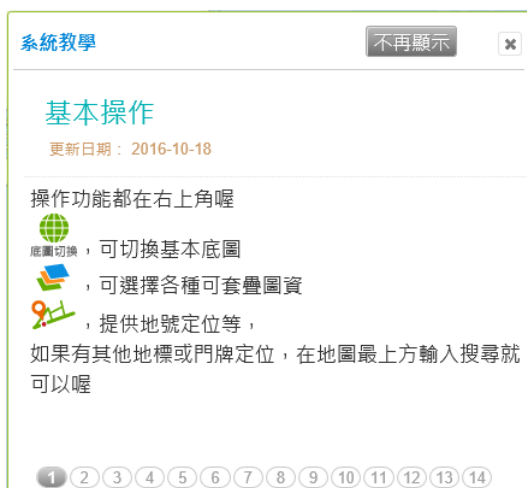 系統教學 不再顯示
基本操作
更新日期： 2016-10-18
操作功能都在右上角喔
底圖切換，可切換基本底圖
，可選擇各種可套疊圖資
，提供地號定位等，
如果有其他地標或門牌定位，在地圖最上方輸入搜尋就
可以喔
1 2 3 4 5 6 7 8 9 10 11 12 13 14